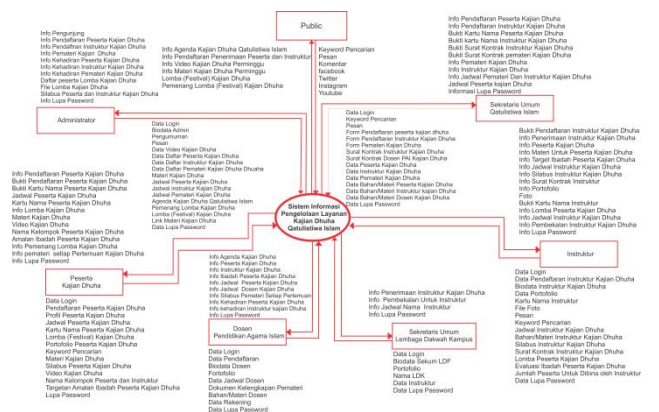 Public
Info Agenda Kajian Dhuha Qatulistiwa Islam
Info Pendaftaran Penerimaan Peserta dan Instruktur
Info Video Kajian Dhuha Perminggu
Info Materi Kajian Dhuha Perminggu
Lomba (Festival) Kajian Dhuha
Pemenang Lomba (Festival) Kajian Dhuha
Keyword Pencarian
Pesan
Komentar
facebook
Twitter
Instagram
Youtube
Info Pengunjung
Info Pendaftaran Peserta Kajian Dhuha
Info Pendaftran Instruktur Kajian Dhuha
Info Pemateri Kajian Dhuha
Info Kehadiran Peserta Kajian Dhuha
Info Kehadiran Instruktur Kajian Dhuha
Info Kehadiran Pemateri Kajian Dhuha
Daftar peserta Lomba Kajian Dhuha
File Lomba Kajian Dhuha
Silabus Peserta dan Instruktur Kajian Dhuha
Info Lupa Password
Administrator
Data Login
Biodata Admin
Pengumuman
Pesan
Data Video Kajian Dhuha
Data Daftar Peserta Kajian Dhuha
Data Daftar Instruktur Kajian Dhuha
Data Daftar Pemateri Kajian Dhuha Dhuaha
Materi Kajian Dhuha
Jadwal Peserta Kajian Dhuha
Jadwal instruktur Kajian Dhuha
Jadwal Pemateri Kajian Dhuha
Agenda Kajian Dhuha Qatulistiwa Islam
Pemenang Lomba Kajian Dhuha
Lomba (Festival) Kajian Dhuha
Link Materi Kajian Dhuha
Data Lupa Password
Info Pendaftaran Peserta Kajian Dhuha
Info Pendaftaran Instruktur Kajian Dhuha
Bukti Kartu Nama Peserta Kajian Dhuha
Bukti kartu Nama Instruktur Kajian Dhuha
Bukti Surat Kontrak Instruktur Kajian Dhuha
Bukti Surat Kontrak pemateri Kajian Dhuha
Info Pemateri Kajian Dhuha
Info Instruktur Kajian Dhuha
Info Jadwal Pemateri Dan Instruktur Kajian Dhuha
Jadwal Peserta Kajian Dhuha
Informasi Lupa Password
Sekretaris Umum
Qatulistiwa Islam
Data Login
Keyword Pencarian
Pesan
Form Pendaftaran peserta kajian dhuha
Form Pendaftaran Instruktur Kajian Dhuha
Form Pendaftaran Pemateri Kajian Dhuha
Surat Kontrak Instruktur Kajian Dhuha
Surat Kontrak Dosen PAI Kajian Dhuha
Data Peserta Kajian Dhuha
Data Instruktur Kajian Dhuha
Data Pemateri Kajian Dhuha
Data Bahan/Materi Peserta Kajian Dhuha
Data Bahan/Materi Instruktur Kajian Dhuha
Data Bahan/Materi Dosen Kajian Dhuha
Data Lupa Password
Sistem Informasi
Pengelolaan Layanan
Kajian Dhuha
Qatulistiwa Islam
Info Pendaftaran Peserta Kajian Dhuha
Bukti Pendaftaran Peserta Kajian Dhuha
Bukti Kartu Nama Peserta Kajian Dhuha
Jadwal Peserta Kajian Dhuha
Kartu Nama Peserta Kajian Dhuha
Info Lomba Kajian Dhuha
Materi Kajian Dhuha
Video Kajian Dhuha
Nama Kelompok Peserta Kajian Dhuha
Amalan Ibadah Peserta Kajian Dhuha
Info Pemenang Lomba Kajian Dhuha
Info pemateri setiap Pertemuan Kajian Dhuha
Info Lupa Password
Peserta
Kajian Dhuha
Data Login
Pendaftaran Peserta Kajian Dhuha
Profil Peserta Kajian Dhuha
Jadwal Peserta Kajian Dhuha
Kartu Nama Peserta Kajian Dhuha
Lomba (Festival) Kajian Dhuha
Portofolio Peserta Kajian Dhuha
Keyword Pencarian
Materi Kajian Dhuha
Silabus Peserta Kajian Dhuha
Video Kajian Dhuha
Nama Kelompok Peserta dan Instruktur
Targetan Amalan Ibadah Peserta Kajian Dhuha
Data Lupa Password
Info Agenda Kajian Dhuha
Info Peserta Kajian Dhuha
Info Instruktur Kajian Dhuha
Info Ibadah Peserta Kajian Dhuha
Info Jadwal Peserta Kajian Dhuha
Info Jadwal Dosen Kajian Dhuha
Info Silabus Pemateri Setiap Pertemuan
Info Kehadiran Peserta Kajian Dhuha
Info kehadiran Instruktur kajian Dhuha
Info Lupa Password
Dosen
Pendidikan Agama Islam
Data Login
Data Pendaftaran
Biodata Dosen
Portofolio
Data Jadwal Dosen
Dokumen Kelengkapan Pemateri
Bahan/Materi Dosen
Data Rekening
Data Lupa Password
Info Penerimaan Instruktur Kajian Dhuha
Info Pembekalan Untuk Instruktur
Info Jadwal Nama Instruktur
Info Lupa Password
Sekretaris Umum
Lembaga Dakwah Kampus
Data Login
Biodata Sekum LDF
Portofolio
Nama LDK
Data Instruktur
Data Lupa Password
Bukti Pendaftaran Instruktur Kajian Dhuha
Info Penerimaan Instruktur Kajian Dhuha
Info Peserta Kajian Dhuha
Info Materi Untuk Peserta Kajian Dhuha
Info Target Ibadah Peserta Kajian Dhuha
Info Jadwal Instruktur Kajian Dhuha
Info Silabus Instruktur Kajian Dhuha
Info Surat Kontrak Instruktur
Info Portofolio
Foto
Bukti Kartu Nama Instruktur
Info Lomba Peserta Kajian Dhuha
Info Jadwal Instruktur Kajian Dhuha
Info Pembekalan Instruktur Kajian Dhuha
Info Lupa Password
Instruktur
Data Login
Data Pendaftaran Instruktur Kajian Dhuha
Biodata Instruktur Kajian Dhuha
Data Portofolio
Kartu Nama Instruktur
File Foto
Pesan
Keyword Pencarian
Jadwal Instruktur Kajian Dhuha
Bahan/Materi Instruktur Kajian Dhuha
Silabus Instruktur Kajian Dhuha
Surat Kontrak Instruktur Kajian Dhuha
Lomba Peserta Kajian Dhuha
Evaluasi Ibadah Peserta Kajian Dhuha
Jumlah Peserta Untuk Dibina oleh Instruktur
Data Lupa Password